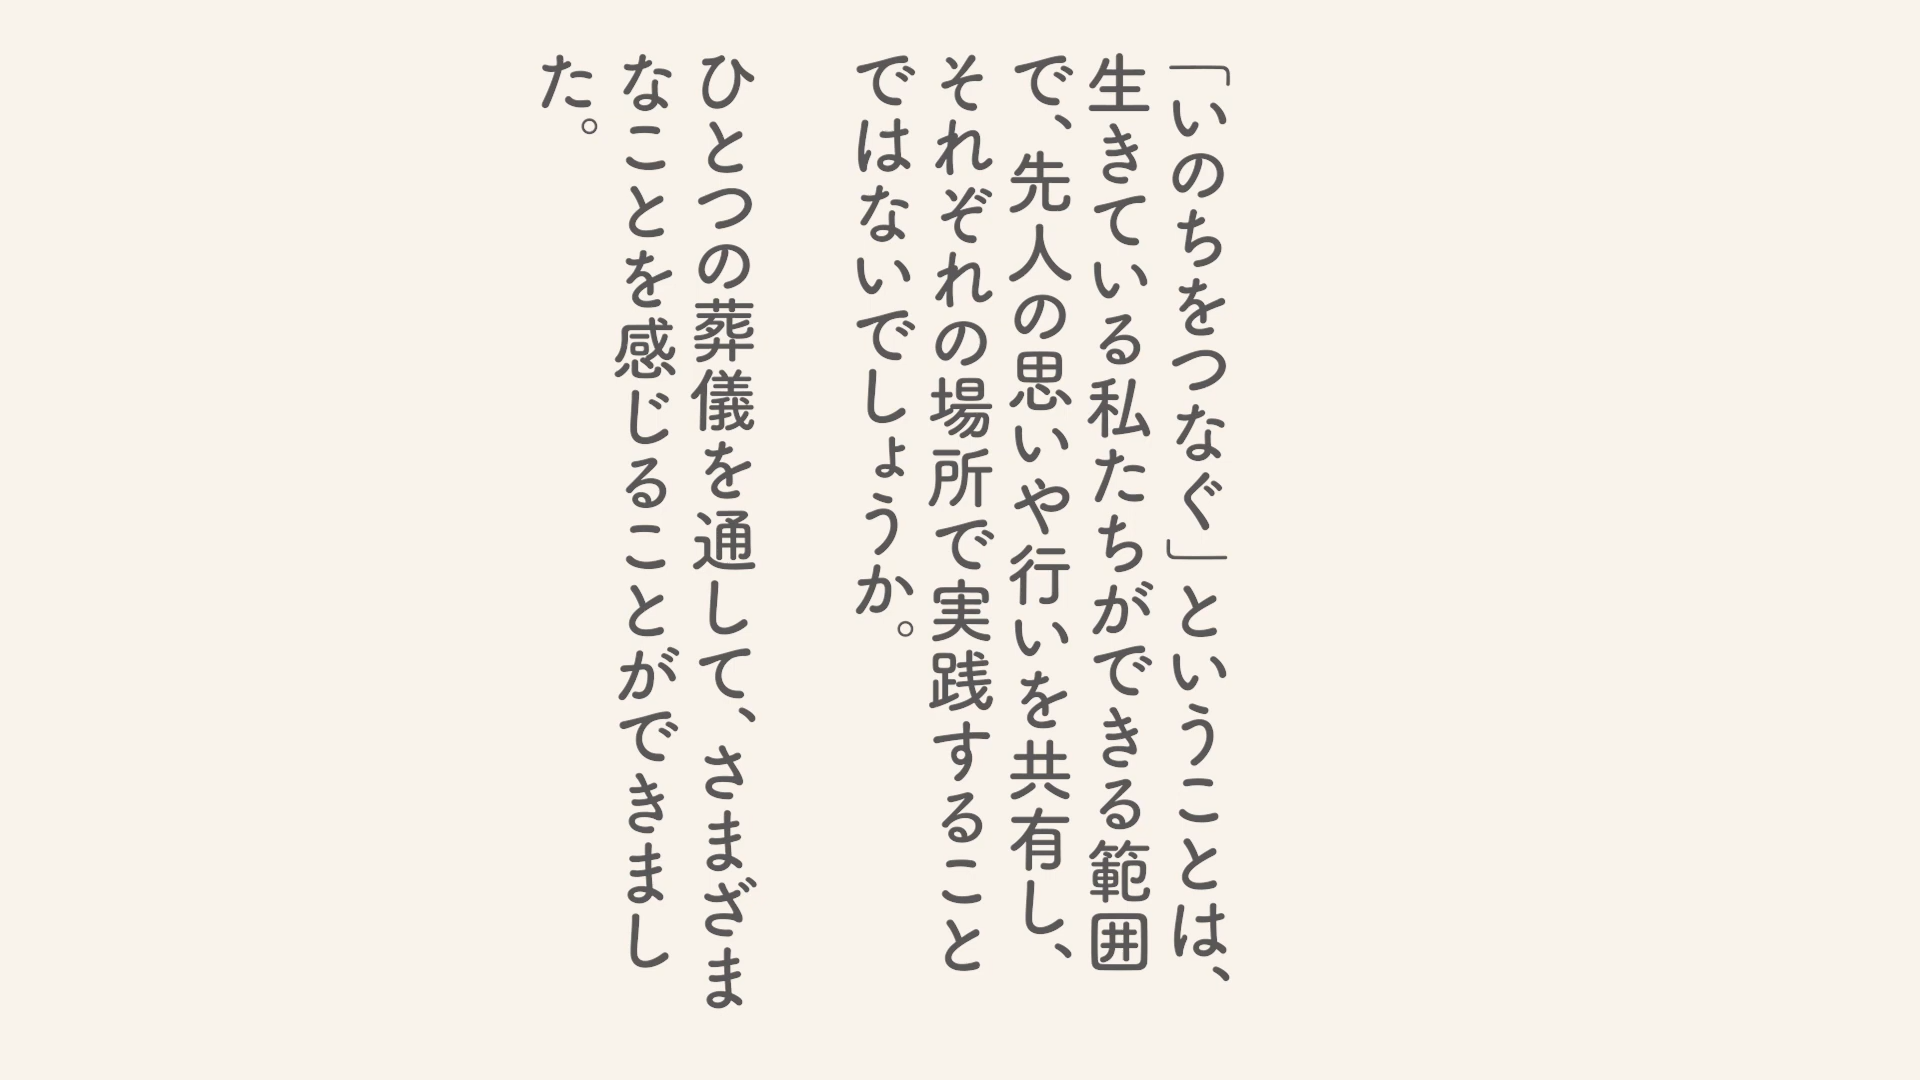 「いのちをつなぐ」ということは、
生きている私たちができる範囲
で、先人の思いや行いを共有し、
それぞれの場所で実践すること
ではないでしょうか。
ひとつの葬儀を通して、さまざま
なことを感じることができまし
た。